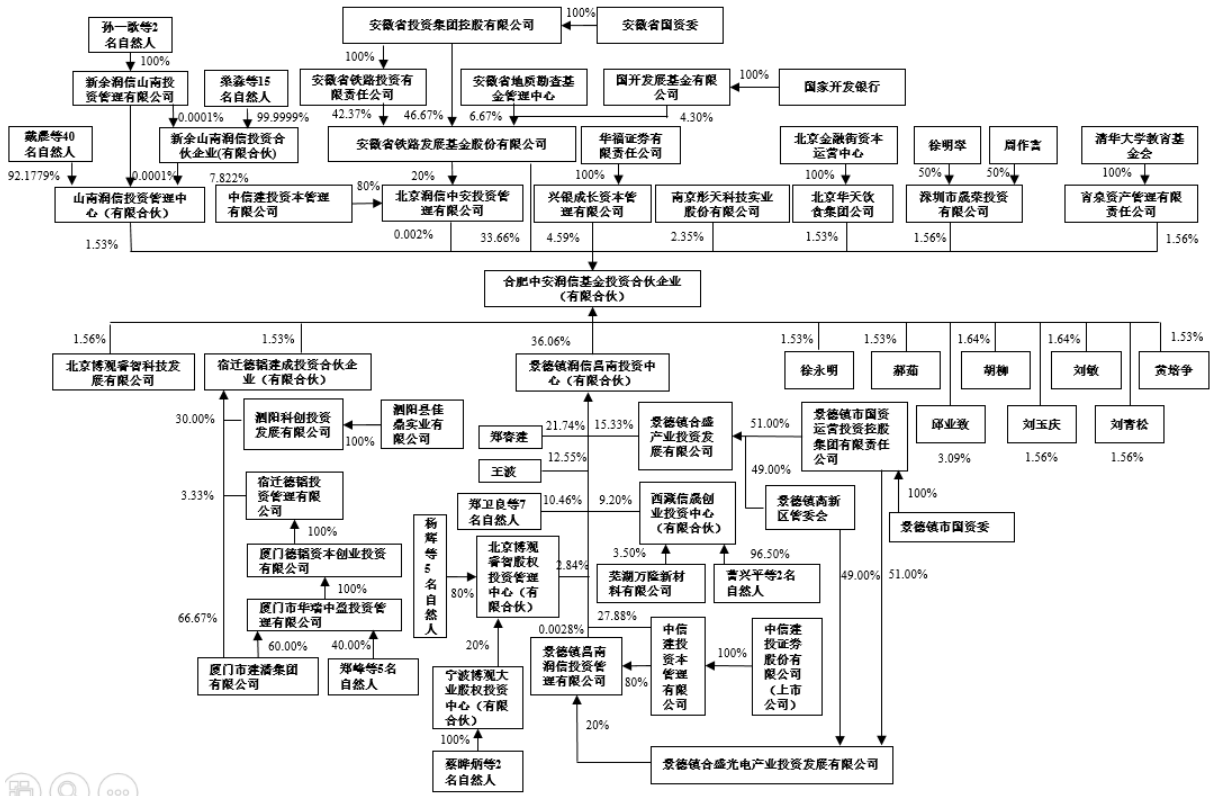 孙一歌等2
名自然人
安徽省投资集团控股有限公司
100%
安徽省国资委
100%
100%
新余润信山南投
资管理有限公司
梁淼等15
名自然人
安徽省铁路投资有
限责任公司
安徽省地质勘查基
金管理中心
国开发展基金有限
公司
100%
国家开发银行
0.0001%
99.9999%
42.37%
46.67%
6.67%
4.30%
戴晨等40
名自然人
新余山南润信投资合
伙企业(有限合伙)
安徽省铁路发展基金股份有限公司
华福证券有
限责任公司
北京金融街资本
运营中心
徐明翠
周作富
清华大学教育基
金会
92.1779%
0.0001%
7.822%
80%
20%
100%
100%
50%
50%
100%
山南润信投资管理中
心（有限合伙）
中信建投资本管理
有限公司
北京润信中安投资管
理有限公司
兴银成长资本管
理有限公司
南京彤天科技实业
股份有限公司
北京华天饮
食集团公司
深圳市晟荣投资
有限公司
育泉资产管理有限
责任公司
1.53%
0.002%
33.66%
4.59%
2.35%
1.53%
1.56%
1.56%
合肥中安润信基金投资合伙企业
（有限合伙）
1.56%
1.53%
36.06%
1.53%
1.53%
1.64%
1.64%
1.53%
北京博观睿智科技发
展有限公司
宿迁德韬建成投资合伙企
业（有限合伙）
景德镇润信昌南投资中
心（有限合伙）
徐永明
郝茹
胡柳
刘敏
黄培争
30.00%
泗阳科创投资
发展有限公司
100%
泗阳县佳
鼎实业有
限公司
郑睿建
21.74%
15.33%
景德镇合盛
产业投资发
展有限公司
51.00%
景德镇市国资
运营投资控股
集团有限责任
公司
邱业致
刘玉庆
刘青松
3.09%
1.56%
1.56%
王波
12.55%
49.00%
3.33%
宿迁德韬投
资管理有限
公司
郑卫良等7
名自然人
10.46%
9.20%
西藏信晟创
业投资中心
（有限合伙）
景德镇高新
区管委会
100%
景德镇市国资委
100%
厦门德韬资本创业投资
有限公司
杨
辉
等
5
名
自
然
人
80%
北京博观
睿智股权
投资管理
中心（有
限合伙）
2.84%
3.50%
96.50%
芜湖万隆新材
料有限公司
曹兴平等2名
自然人
49.00%
51.00%
100%
厦门市华瑞中盈投资管
理有限公司
66.67%
60.00%
40.00%
厦门市建潘集团
有限公司
郑峰等5名
自然人
20%
0.0028%
27.88%
景德镇昌南
润信投资管
理有限公司
80%
中信
建投
资本
管理
有限
公司
100%
中信建
投证券
股份有
限公司
（上市
公司）
宁波博观大
业股权投资
中心（有限
合伙）
100%
蔡晔炳等2
名自然人
20%
景德镇合盛光电产业投资发展有限公司